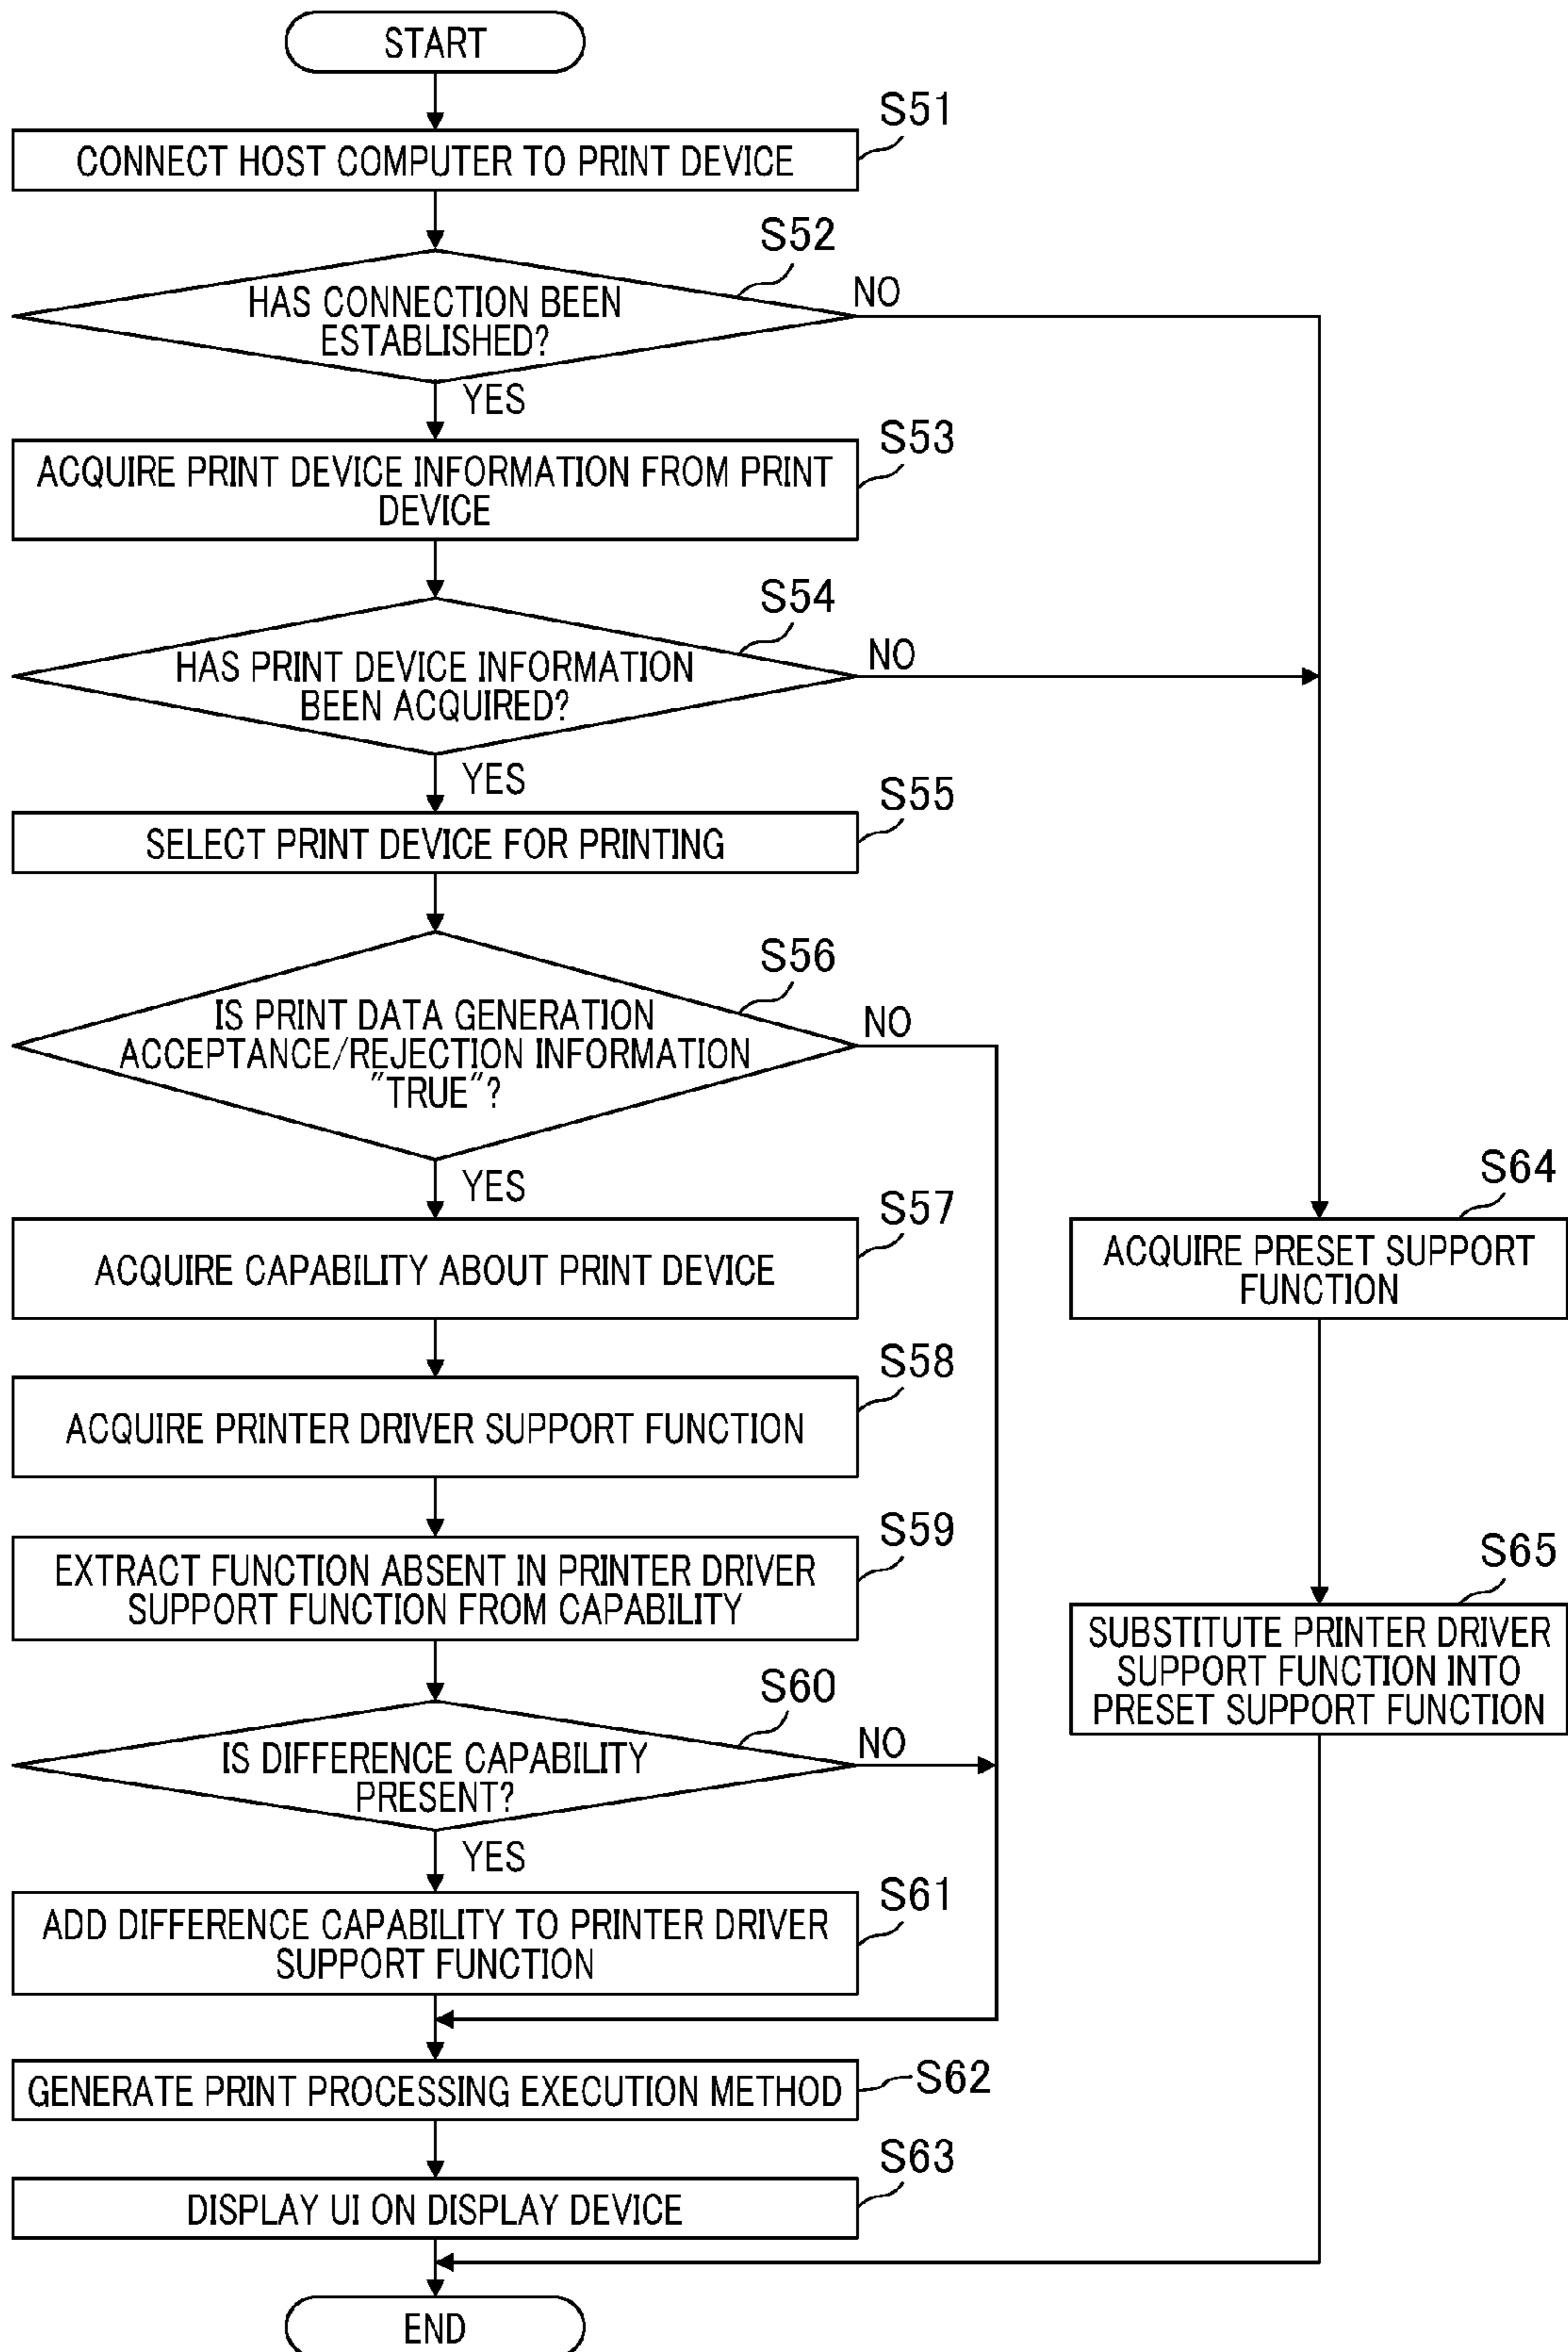 START
S51
CONNECT HOST COMPUTER TO PRINT DEVICE
S52
HAS CONNECTION BEEN
ESTABLISHED?
NO
YES
S53
ACQUIRE PRINT DEVICE INFORMATION FROM PRINT
DEVICE
S54
HAS PRINT DEVICE INFORMATION
BEEN ACQUIRED?
NO
YES
S55
SELECT PRINT DEVICE FOR PRINTING
S56
IS PRINT DATA GENERATION
ACCEPTANCE/REJECTION INFORMATION
"TRUE"?
NO
YES
S57
ACQUIRE CAPABILITY ABOUT PRINT DEVICE
S58
ACQUIRE PRINTER DRIVER SUPPORT FUNCTION
S59
EXTRACT FUNCTION ABSENT IN PRINTER DRIVER
SUPPORT FUNCTION FROM CAPABILITY
S60
IS DIFFERENCE CAPABILITY
PRESENT?
NO
YES
S61
ADD DIFFERENCE CAPABILITY TO PRINTER DRIVER
SUPPORT FUNCTION
S62
GENERATE PRINT PROCESSING EXECUTION METHOD
S63
DISPLAY UI ON DISPLAY DEVICE
S64
ACQUIRE PRESET SUPPORT
FUNCTION
S65
SUBSTITUTE PRINTER DRIVER
SUPPORT FUNCTION INTO
PRESET SUPPORT FUNCTION
END